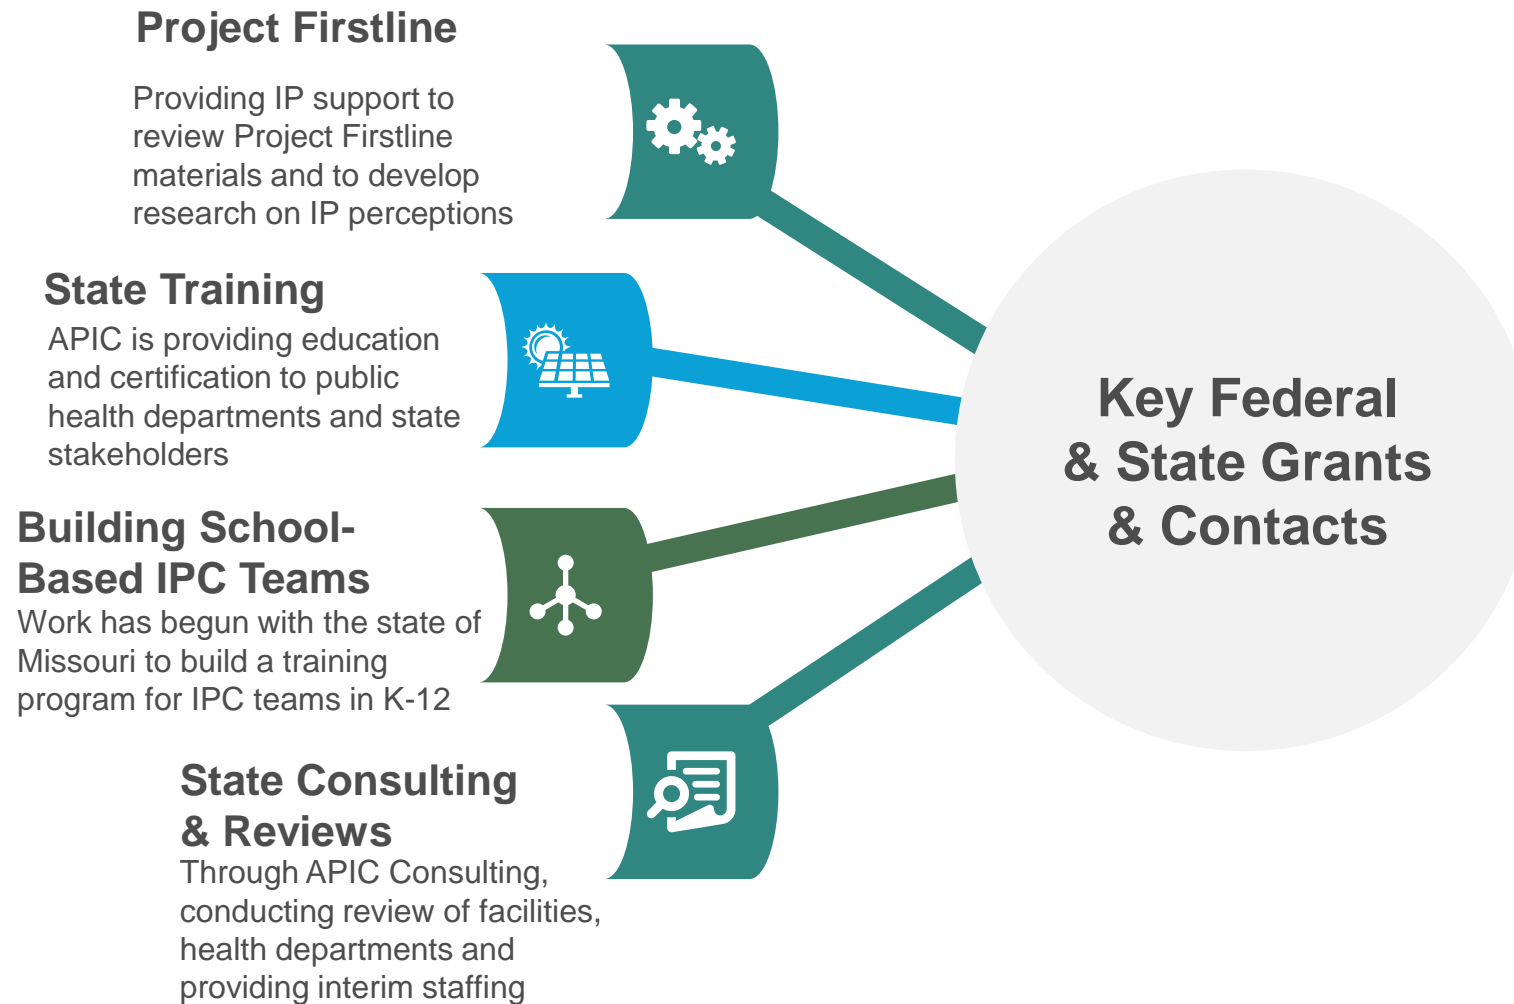 Project Firstline
Providing IP support to
review Project Firstline
materials and to develop
research on IP perceptions
State Training
APIC is providing education
and certification to public
health departments and state
stakeholders
Building School-
Based IPC Teams
Work has begun with the state of
Missouri to build a training
program for IPC teams in K-12
State Consulting
& Reviews
Through APIC Consulting,
conducting review of facilities,
health departments and
providing interim staffing
Key Federal
& State Grants
& Contacts